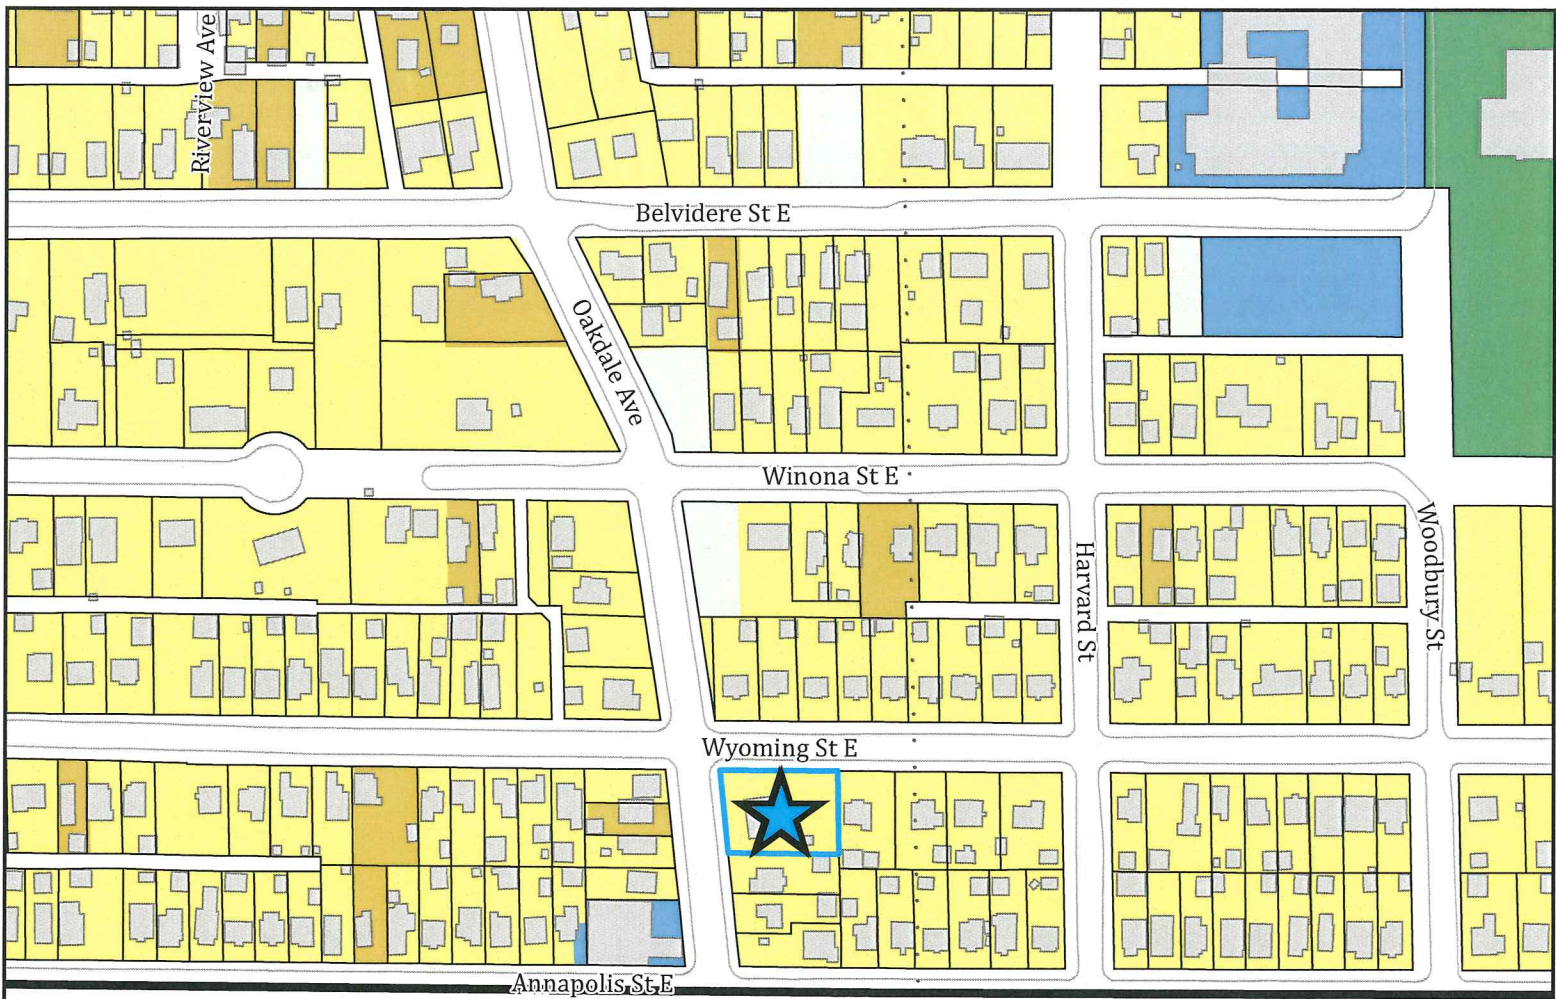 Riverview Ave
Belvidere St E
Oakdale Ave
Winona St E
Woodbury St
Harvard St
Wyoming St E
Annapolis St E